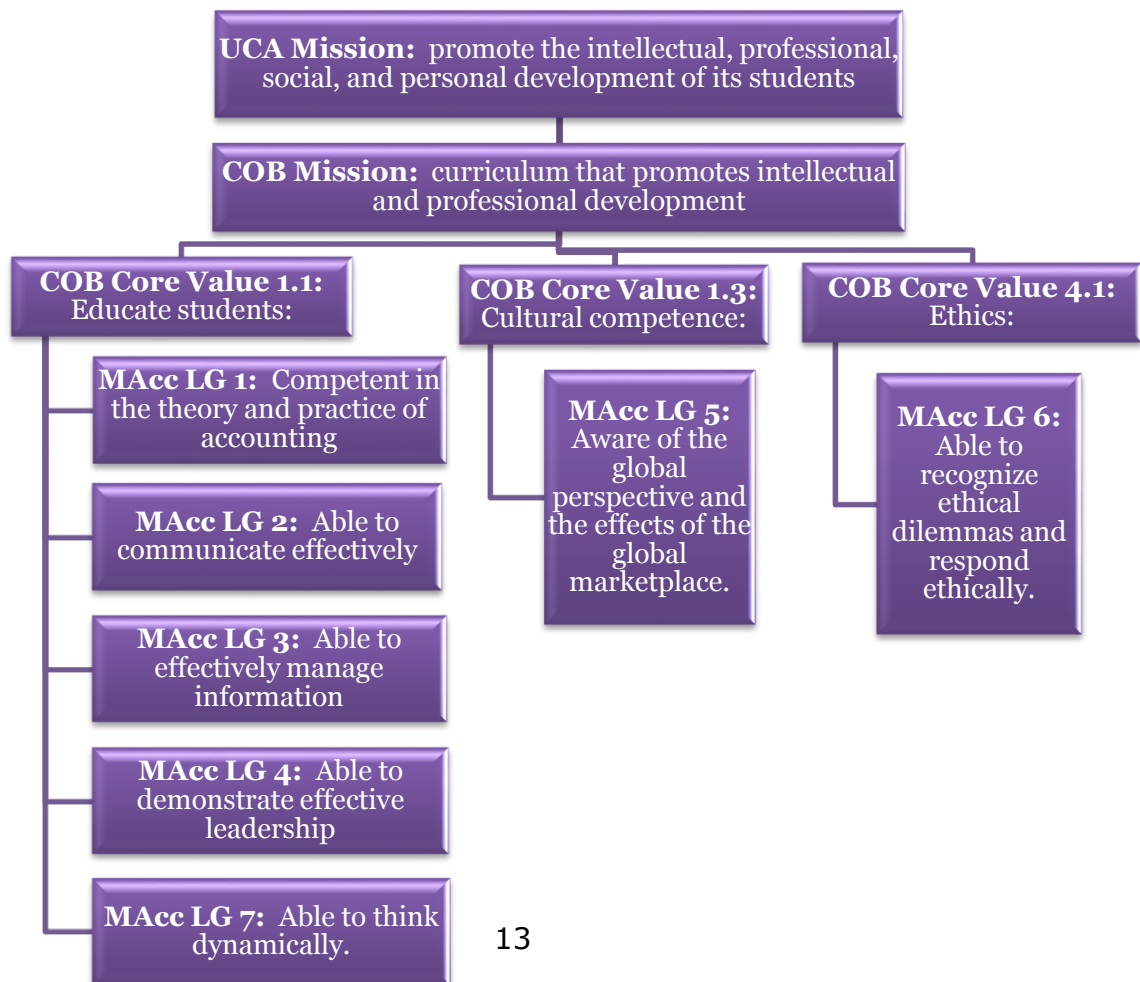 UCA Mission:  promote the intellectual, professional,
social, and personal development of its students
COB Mission:  curriculum that promotes intellectual
and professional development
COB Core Value 1.1:
Educate students:
MAcc LG 1:  Competent in
the theory and practice of
accounting
MAcc LG 2:  Able to
communicate effectively
MAcc LG 3:  Able to
effectively manage
information
MAcc LG 4:  Able to
demonstrate effective
leadership
MAcc LG 7:  Able to think
dynamically.
COB Core Value 1.3:
Cultural competence:
MAcc LG 5:
Aware of the
global
perspective and
the effects of the
global
marketplace.
COB Core Value 4.1:
Ethics:
MAcc LG 6:
Able to
recognize
ethical
dilemmas and
respond
ethically.
13